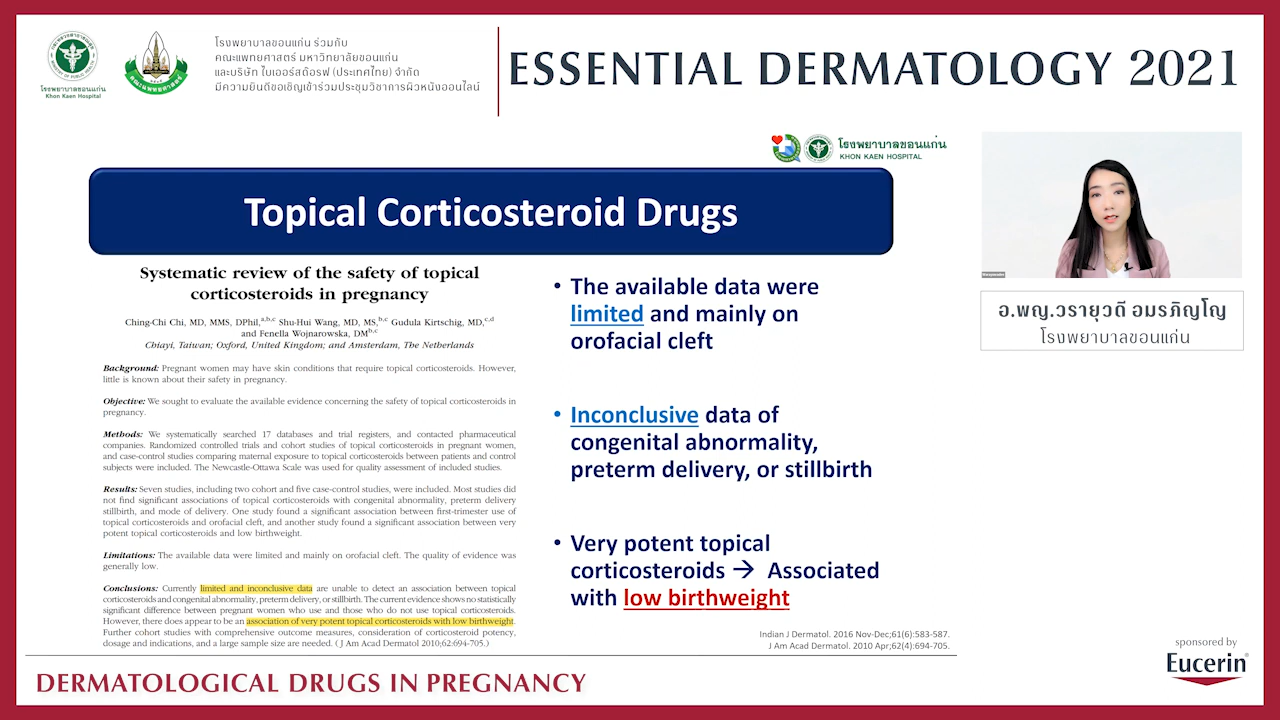 โรงพยาบาลขอนแก่น
Khon Kaen Hospital
โรงพยาบาลขอนแก่น ร่วมกับ
คณะแพทยศาสตร์ มหาวิทยาลัยขอนแก่น
และบริษัท ไบเออร์สด๊อรฟ (ประเทศไทย) จำกัด
มีความยินดีขอเชิญเข้าร่วมประชุมวิชาการผิวหนังออนไลน์
ESSENTIAL DERMATOLOGY 2021
โรงพยาบาลขอนแก่น
KHON KAEN HOSPITAL
Topical Corticosteroid Drugs
Systematic review of the safety of topical
corticosteroids in pregnancy
Ching-Chi Chi, MD, MMS, DPhil,a,b,c Shu-Hui Wang, MD, MS,b,c Gudula Kirtschig, MD,c,d
and Fenella Wojnarowska, DMb,c
Chiayi, Taiwan; Oxford, United Kingdom; and Amsterdam, The Netherlands
Background: Pregnant women may have skin conditions that require topical corticosteroids. However,
little is known about their safety in pregnancy.
Objective: We sought to evaluate the available evidence concerning the safety of topical corticosteroids in
pregnancy.
Methods: We systematically searched 17 databases and trial registers, and contacted pharmaceutical
companies. Randomized controlled trials and cohort studies of topical corticosteroids in pregnant women,
and case-control studies comparing maternal exposure to topical corticosteroids between patients and control
subjects were included. The Newcastle-Ottawa Scale was used for quality assessment of included studies.
Results: Seven studies, including two cohort and five case-control studies, were included. Most studies did
not find significant associations of topical corticosteroids with congenital abnormality, preterm delivery
stillbirth, and mode of delivery. One study found a significant association between first-trimester use of
topical corticosteroids and orofacial cleft, and another study found a significant association between very
potent topical corticosteroids and low birthweight.
Limitations: The available data were limited and mainly on orofacial cleft. The quality of evidence was
generally low.
Conclusions: Currently limited and inconclusive data are unable to detect an association between topical
corticosteroids and congenital abnormality, preterm delivery, or stillbirth. The current evidence shows no statistically
significant difference between pregnant women who use and those who do not use topical corticosteroids.
However, there does appear to be an association of very potent topical corticosteroids with low birthweight.
Further cohort studies with comprehensive outcome measures, consideration of corticosteroid potency,
dosage and indications, and a large sample size are needed. ( J Am Acad Dermatol 2010;62:694-705.)
• The available data were
limited and mainly on
orofacial cleft
• Inconclusive data of
congenital abnormality,
preterm delivery, or stillbirth
• Very potent topical
corticosteroids → Associated
with low birthweight
Indian J Dermatol. 2016 Nov-Dec;61(6):583-587.
J Am Acad Dermatol. 2010 Apr;62(4):694-705.
อ.พญ.วรายุวดี อมรภิญโญ
โรงพยาบาลขอนแก่น
DERMATOLOGICAL DRUGS IN PREGNANCY
sponsored by
Eucerin®